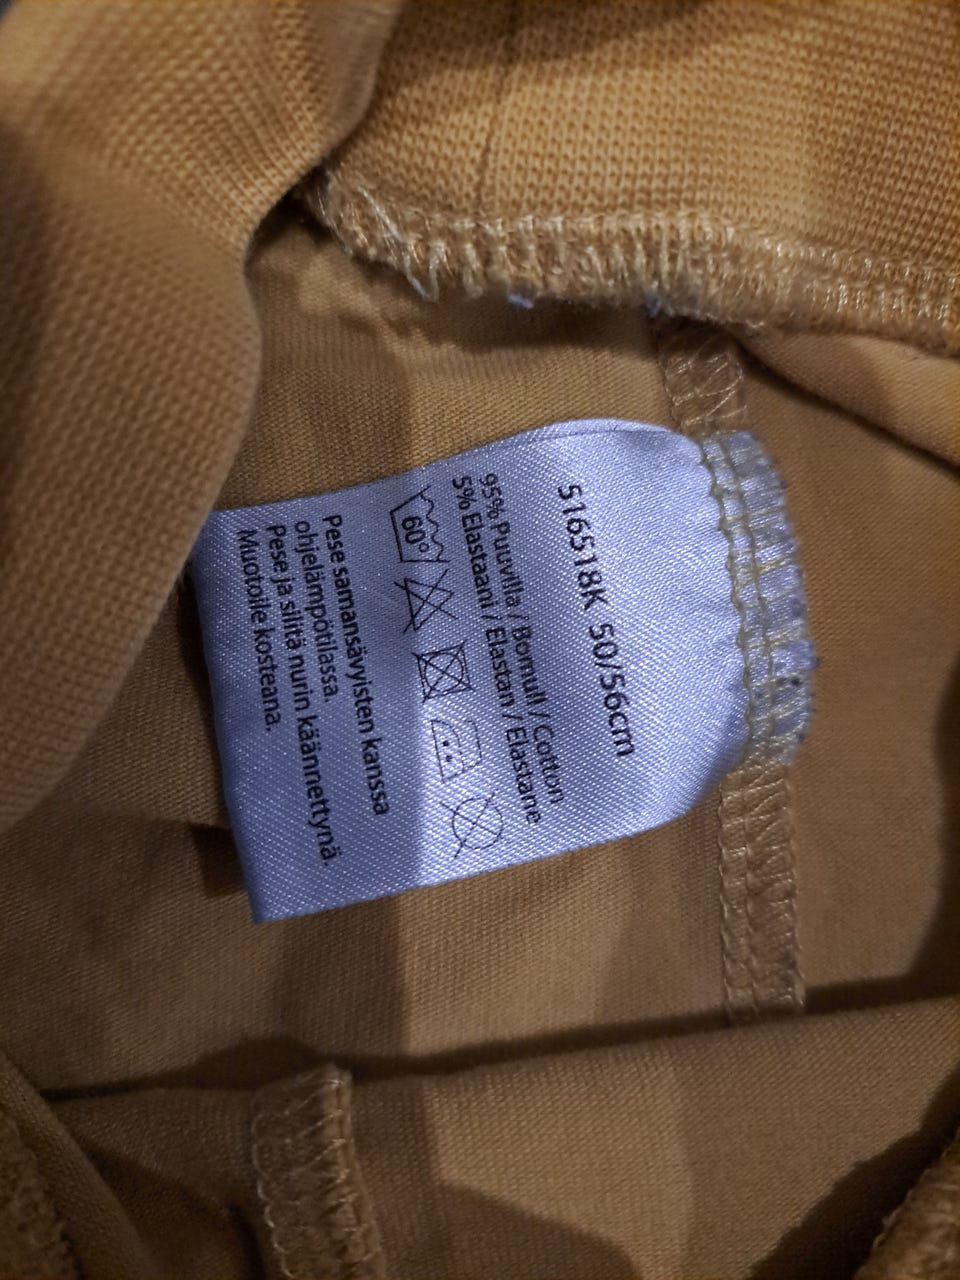 516518K 50/56cm
95% Puuvilla / Bomull / Cotton
5% Elastaani / Elastan / Elastane
60°
Pese samansävyisten kanssa
ohjelämpötilassa.
Pese ja silitä nurin käännettynä.
Muotoile kosteana.